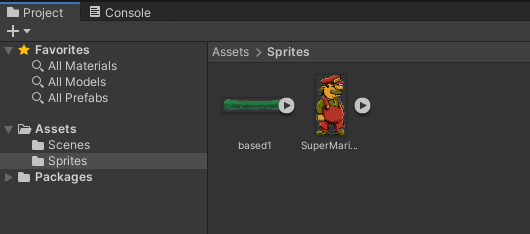 Project
Console
Favorites
All Materials
All Models
All Prefabs
Assets
Scenes
Sprites
Packages
Assets > Sprites
based1
SuperMari...